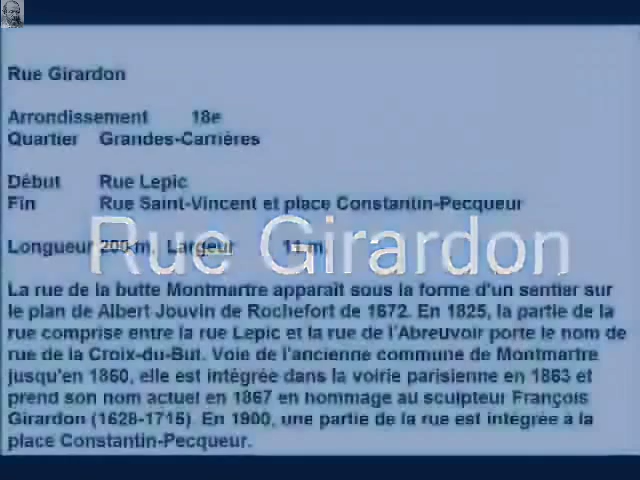 Rue Girardon
Arrondissement 18e
Quartier Grandes-Carrières
Début Rue Lepic
Fin Rue Saint-Vincent et place Constantin-Pecqueur
Rue Girardon
Longueur 200 m, Largeur 11 m.
La rue de la butte Montmartre apparaît sous la forme d'un sentier sur
le plan de Albert Jouvin de Rochefort de 1672. En 1825, la partie de la
rue comprise entre la rue Lepic et la rue de l'Abreuvoir porte le nom de
rue de la Croix-du-But. Voie de l'ancienne commune de Montmartre
jusqu'en 1860, elle est intégrée dans la voirie parisienne en 1863 et
prend son nom actuel en 1867 en hommage au sculpteur François
Girardon (1628-1715). En 1900, une partie de la rue est intégrée à la
place Constantin-Pecqueur.